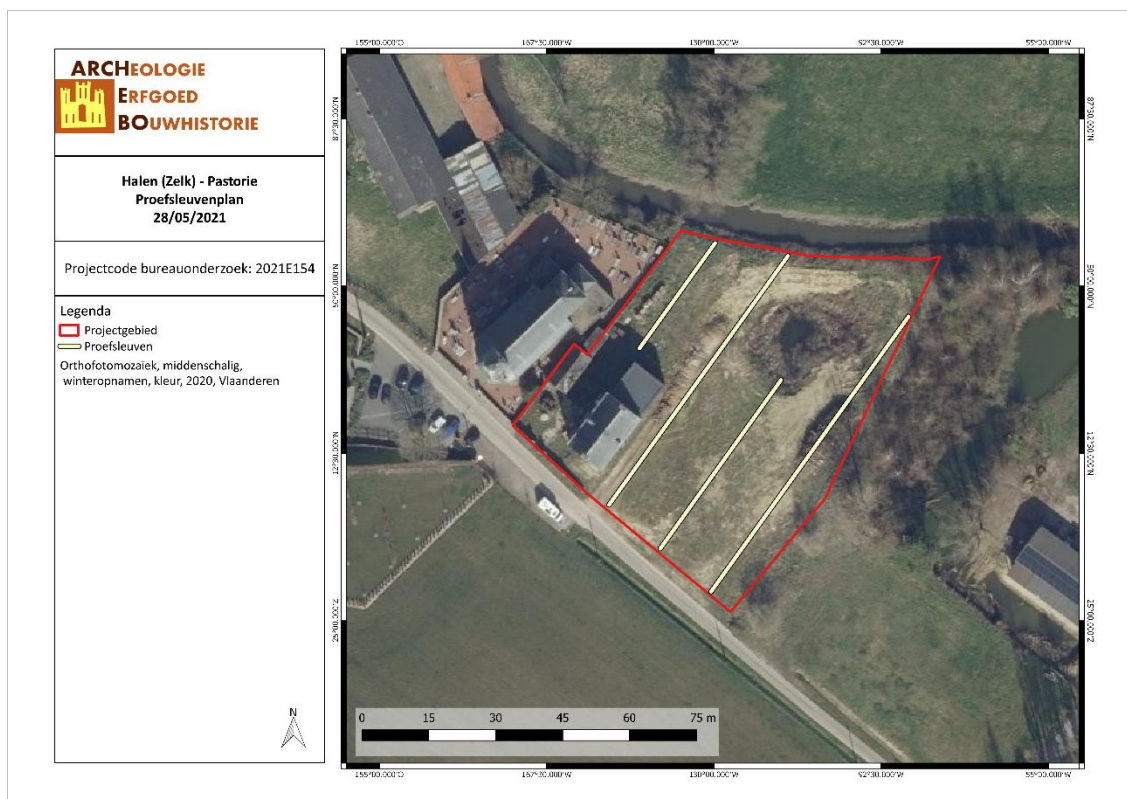 ARCHEOLOGIE
ERFGOED
BOUWHISTORIE
Halen (Zelk) - Pastorie
Proefsleuvenplan
28/05/2021
Projectcode bureauonderzoek: 2021E154
Legenda
Projectgebied
Proefsleuven
Orthofotomozaïek, middenschalig,
winteropnamen, kleur, 2020, Vlaanderen
N
0 15 30 45 60 75 m